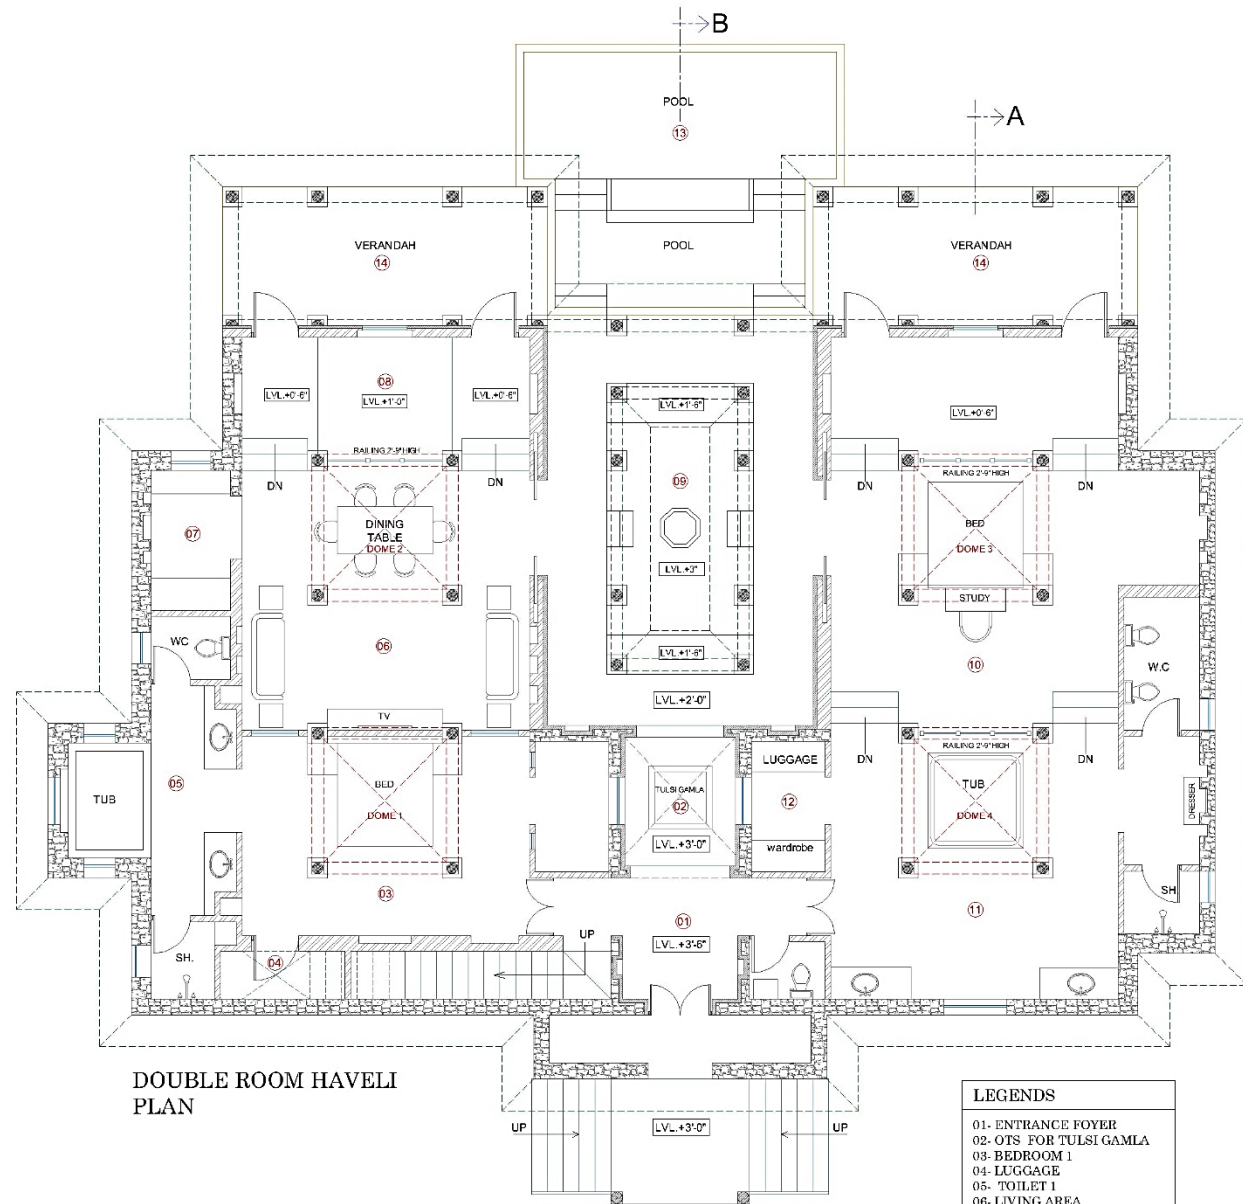 B
POOL
13
A
VERANDAH
14
POOL
VERANDAH
14
LVL.+0'-6"
08
LVL.+1'-0"
LVL.+0'-6"
LVL.+1'-6"
LVL.+0'-6"
RAILING 2'-9" HIGH
RAILING 2'-9" HIGH
DN
DN
09
DN
DN
07
DINING
TABLE
DOME 2
BED
DOME 3
LVL.+3"
STUDY
WC
06
LVL.+1'-6"
10
W.C
LVL.+2'-0"
TV
DN
RAILING 2'-9" HIGH
DN
LUGGAGE
05
BED
TULSI GAMLA
TUB
TUB
02
12
DRESSER
DOME 1
DOME 4
LVL.+3'-0"
wardrobe
03
SH.
11
01
UP
LVL.+3'-6"
SH.
04
DOUBLE ROOM HAVELI
PLAN
UP
LVL.+3'-0"
UP
LEGENDS
01- ENTRANCE FOYER
02- OTS FOR TULSI GAMLA
03- BEDROOM 1
04- LUGGAGE
05- TOILET 1
06- LIVING AREA